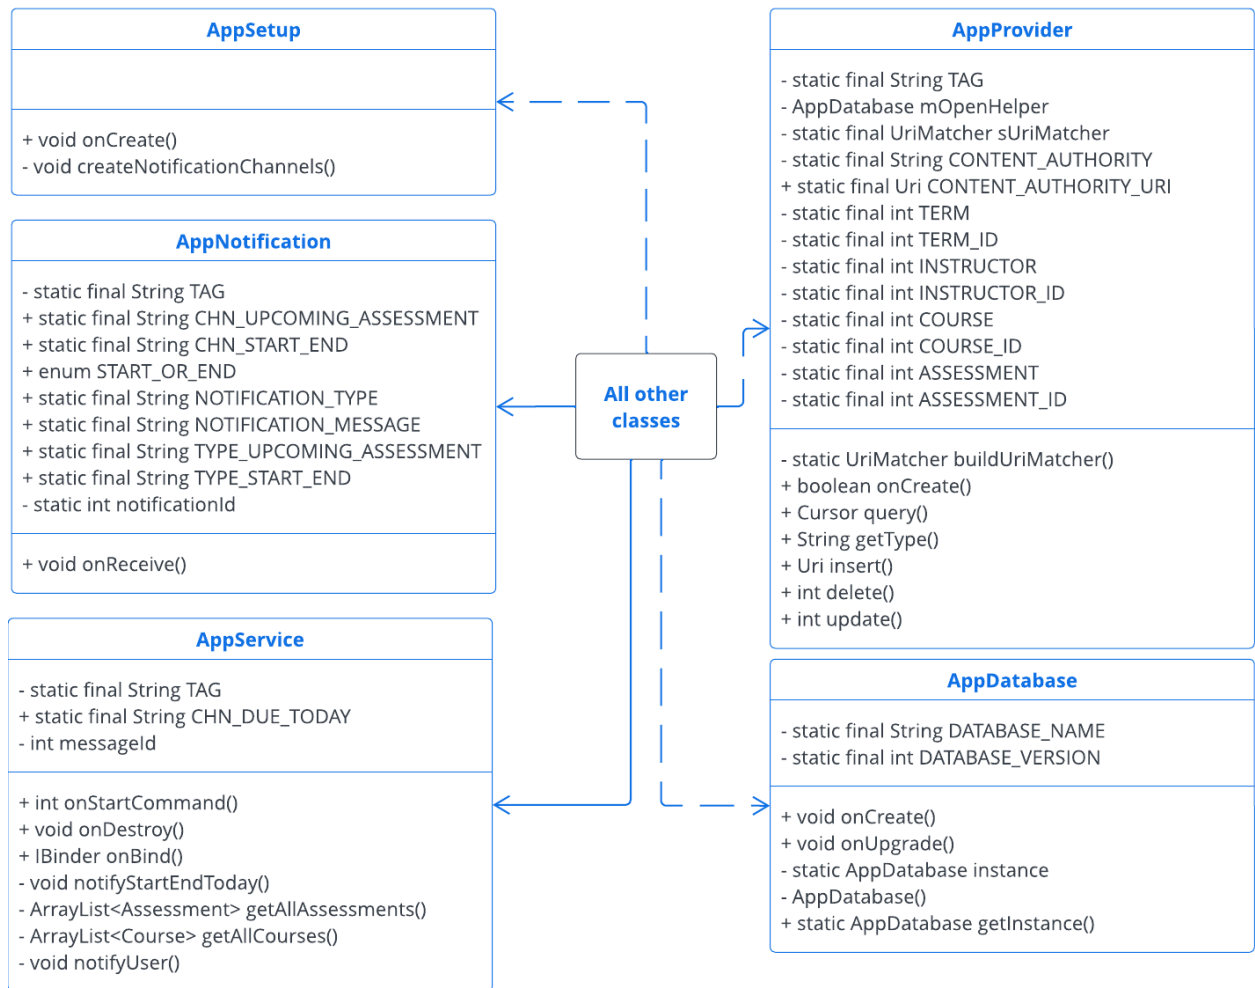 AppSetup
+ void onCreate()
- void createNotificationChannels()
AppNotification
- static final String TAG
+ static final String CHN_UPCOMING_ASSESSMENT
+ static final String CHN_START_END
+ enum START_OR_END
+ static final String NOTIFICATION_TYPE
+ static final String NOTIFICATION_MESSAGE
+ static final String TYPE_UPCOMING_ASSESSMENT
+ static final String TYPE_START_END
- static int notificationId
+ void onReceive()
AppService
- static final String TAG
+ static final String CHN_DUE_TODAY
- int messageId
+ int onStartCommand()
+ void onDestroy()
+ IBinder onBind()
- void notifyStartEndToday()
- ArrayList<Assessment> getAllAssessments()
- ArrayList<Course> getAllCourses()
- void notifyUser()
All other
classes
AppProvider
- static final String TAG
- AppDatabase mOpenHelper
- static final UriMatcher sUriMatcher
- static final String CONTENT_AUTHORITY
+ static final Uri CONTENT_AUTHORITY_URI
- static final int TERM
- static final int TERM_ID
- static final int INSTRUCTOR
- static final int INSTRUCTOR_ID
- static final int COURSE
- static final int COURSE_ID
- static final int ASSESSMENT
- static final int ASSESSMENT_ID
- static UriMatcher buildUriMatcher()
+ boolean onCreate()
+ Cursor query()
+ String getType()
+ Uri insert()
+ int delete()
+ int update()
AppDatabase
- static final String DATABASE_NAME
- static final int DATABASE_VERSION
+ void onCreate()
+ void onUpgrade()
- static AppDatabase instance
- AppDatabase()
+ static AppDatabase getInstance()